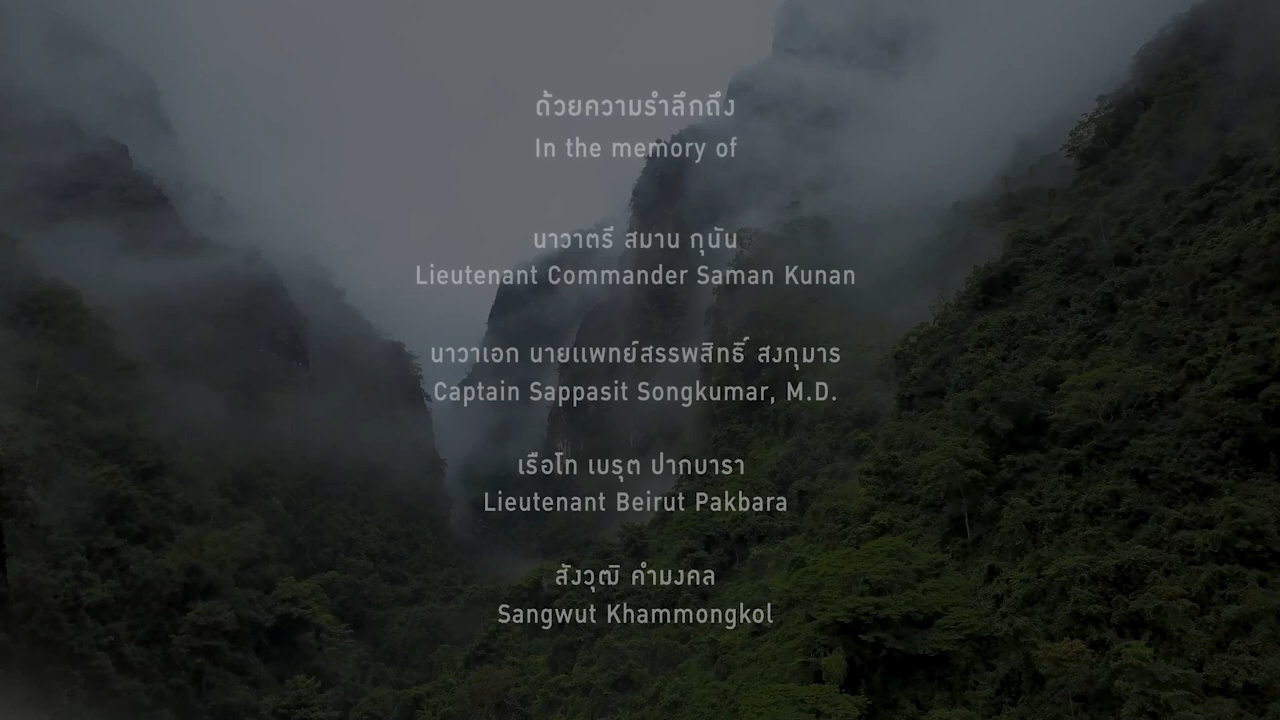 ด้วยความรำลึกถึง
In the memory of
นาวาตรี สมาน กุนัน
Lieutenant Commander Saman Kunan
นาวาเอก นายแพทย์สรรพสิทธิ์ สงกุมาร
Captain Sappasit Songkumar, M.D.
เรือโท เบรุต ปากบารา
Lieutenant Beirut Pakbara
สังวุฒิ คำมงคล
Sangwut Khammongkol